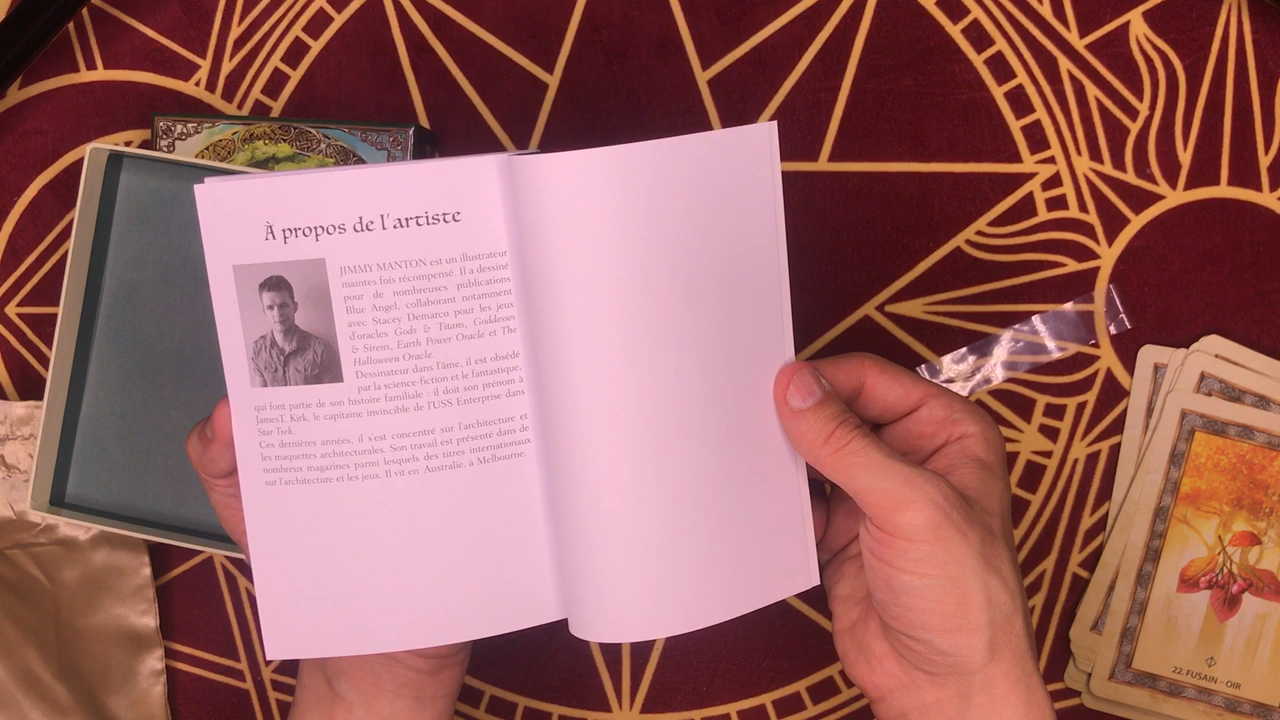 À propos de l'artiste
JIMMY MANTON est un illustrateur
maintes fois récompensé. Il a dessiné
pour de nombreuses publications
Blue Angel, collaborant notamment
avec Stacey Demarco pour les jeux
d'oracles Gods & Titans, Goddesses
& Sirens, Earth Power Oracle et The
Halloween Oracle.
Dessinateur dans l'âme, il est obsédé
par la science-fiction et le fantastique,
qui font partie de son histoire familiale : il doit son prénom à
JamesT. Kirk, le capitaine invincible de l'USS Enterprise dans
Star Trek.
Ces dernières années, il s'est concentré sur l'architecture et
les maquettes architecturales. Son travail est présenté dans de
nombreux magazines parmi lesquels des titres internationaux
sur l'architecture et les jeux. Il vit en Australie, à Melbourne.
22. FUSAIN – OIR